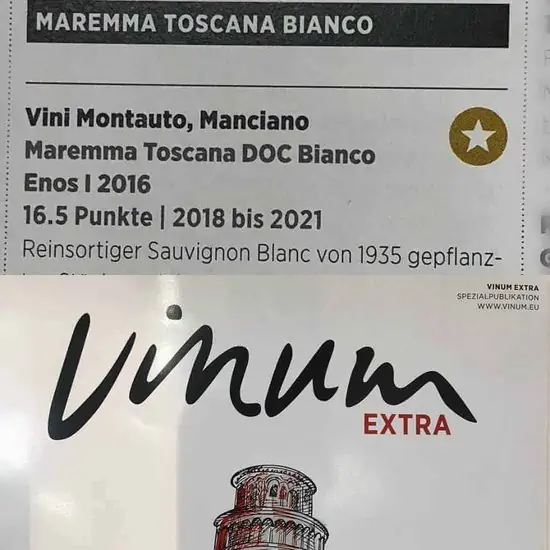 MAREMMA TOSCANA BIANCO
Vini Montauto, Manciano
Maremma Toscana DOC Bianco
Enos I 2016
16.5 Punkte | 2018 bis 2021
Reinsortiger Sauvignon Blanc von 1935 gepflanz-
VINUM EXTRA
SPEZIALPUBLIKATION
WWW.VINUM.EU
Vinum
EXTRA